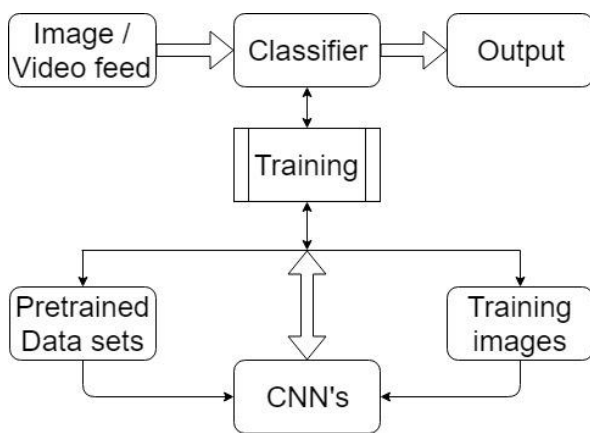 Image /
Video feed
Classifier
Output
Training
Pretrained
Data sets
Training
images
CNN's